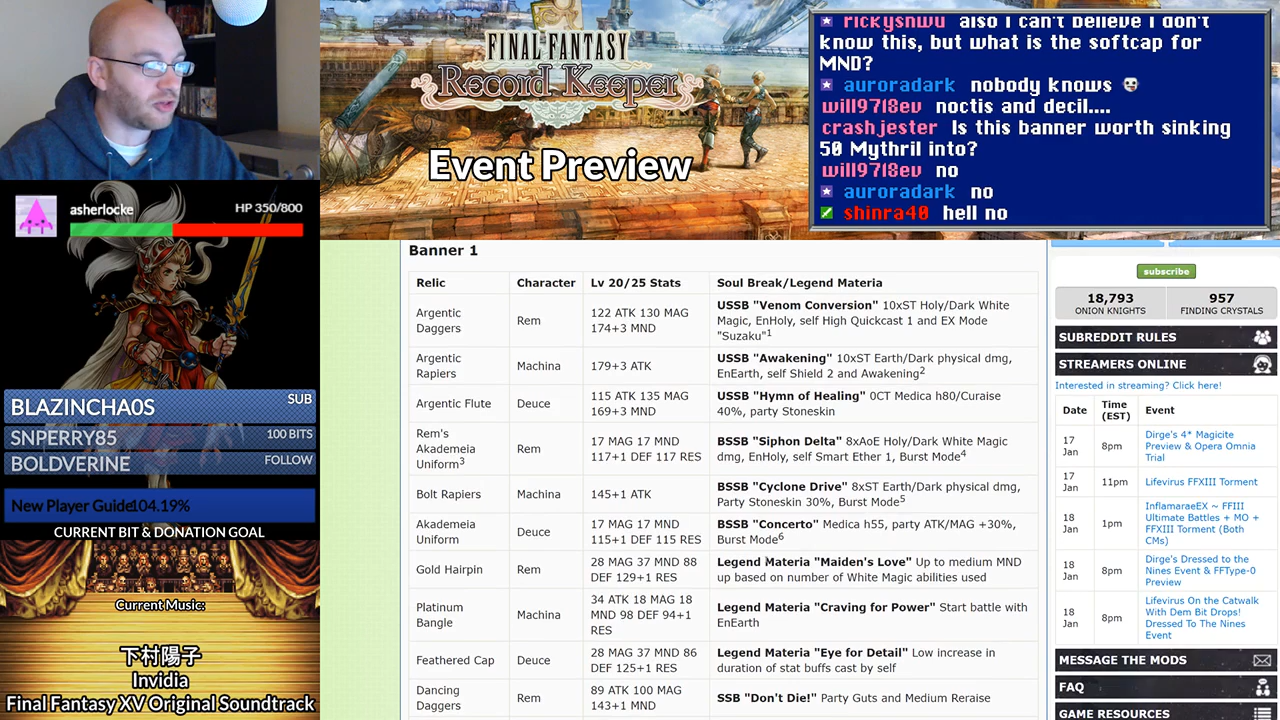 FINAL FANTASY
Record Keeper
Event Preview
rickysnwu also I can't believe I don't
know this, but what is the softcap for
MND?
auroradark nobody knows
will9718ev noctis and decil....
crashjester Is this banner worth sinking
50 Mythril into?
will9718ev no
auroradark no
shinra40 hell no
asherlocke
HP 350/800
BLAZINCHA0S SUB
SNPERRY85 100 BITS
BOLDVERINE FOLLOW
New Player Guide104.19%
CURRENT BIT & DONATION GOAL
Current Music:
下村陽子
Invidia
Final Fantasy XV Original Soundtrack
Banner 1
Relic Character Lv 20/25 Stats Soul Break/Legend Materia
Argentic Daggers Rem 122 ATK 130 MAG 174+3 MND USSB "Venom Conversion" 10xST Holy/Dark White
Magic, EnHoly, self High Quickcast 1 and EX Mode
"Suzaku"1
Argentic Rapiers Machina 179+3 ATK USSB "Awakening" 10xST Earth/Dark physical dmg,
EnEarth, self Shield 2 and Awakening2
Argentic Flute Deuce 115 ATK 135 MAG 169+3 MND USSB "Hymn of Healing" 0CT Medica h80/Curaise
40%, party Stoneskin
Rem's Akademeia Uniform3 Rem 17 MAG 17 MND 117+1 DEF 117 RES BSSB "Siphon Delta" 8xAoE Holy/Dark White Magic
dmg, EnHoly, self Smart Ether 1, Burst Mode4
Bolt Rapiers Machina 145+1 ATK BSSB "Cyclone Drive" 8xST Earth/Dark physical dmg,
Party Stoneskin 30%, Burst Mode5
Akademeia Uniform Deuce 17 MAG 17 MND 115+1 DEF 115 RES BSSB "Concerto" Medica h55, party ATK/MAG +30%,
Burst Mode6
Gold Hairpin Rem 28 MAG 37 MND 88 DEF 129+1 RES Legend Materia "Maiden's Love" Up to medium MND
up based on number of White Magic abilities used
Platinum Bangle Machina 34 ATK 18 MAG 18 MND 98 DEF 94+1 RES Legend Materia "Craving for Power" Start battle with
EnEarth
Feathered Cap Deuce 28 MAG 37 MND 86 DEF 125+1 RES Legend Materia "Eye for Detail" Low increase in
duration of stat buffs cast by self
Dancing Daggers Rem 89 ATK 100 MAG 143+1 MND SSB "Don't Die!" Party Guts and Medium Reraise
subscribe
18,793 957
ONION KNIGHTS FINDING CRYSTALS
SUBREDDIT RULES
STREAMERS ONLINE
Interested in streaming? Click here!
Date Time (EST) Event
17 Jan 8pm Dirge's 4* Magicite
Preview & Opera Omnia
Trial
17 Jan 11pm Lifevirus FFXIII Torment
18 Jan 1pm InflamaraeEX ~ FFIII
Ultimate Battles + MO +
FFXIII Torment (Both
CMs)
18 Jan 8pm Dirge's Dressed to the
Nines Event & FFType-0
Preview
18 Jan 8pm Lifevirus On the Catwalk
With Dem Bit Drops!
Dressed To The Nines
Event
MESSAGE THE MODS
FAQ
GAME RESOURCES